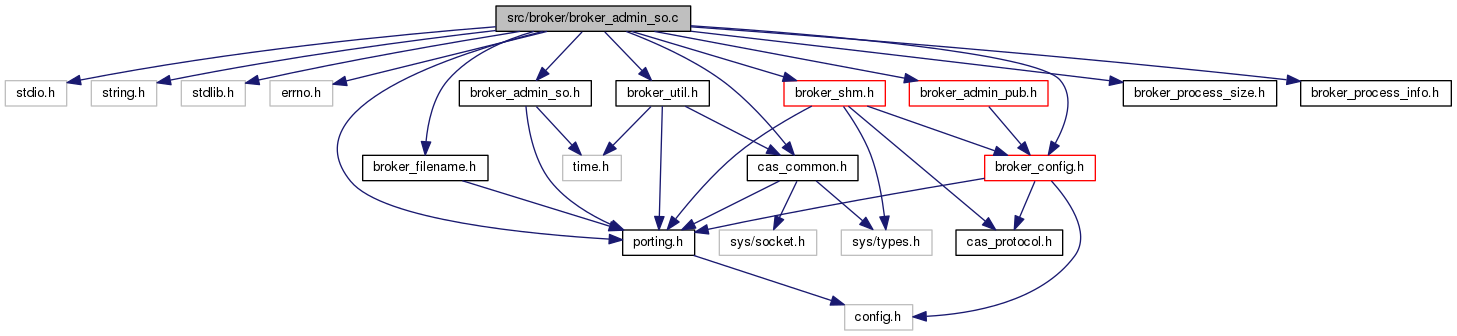 src/broker/broker_admin_so.c
stdio.h
string.h
stdlib.h
errno.h
broker_admin_so.h
broker_util.h
broker_shm.h
broker_admin_pub.h
broker_process_size.h
broker_process_info.h
broker_filename.h
time.h
cas_common.h
broker_config.h
porting.h
sys/socket.h
sys/types.h
cas_protocol.h
config.h